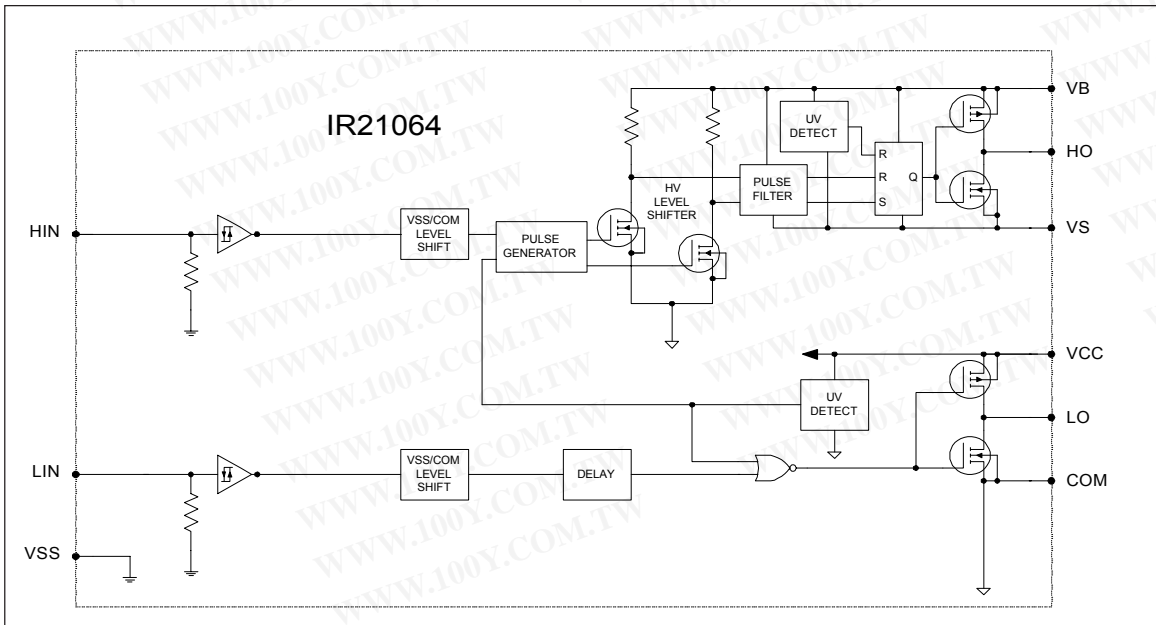 WWW.100Y.COM.TW
IR21064
VB
UV
DETECT
R
R
S
Q
HO
PULSE
FILTER
HV
LEVEL
SHIFTER
VS
HIN
VSS/COM
LEVEL
SHIFT
PULSE
GENERATOR
VCC
UV
DETECT
LO
LIN
VSS/COM
LEVEL
SHIFT
DELAY
COM
VSS